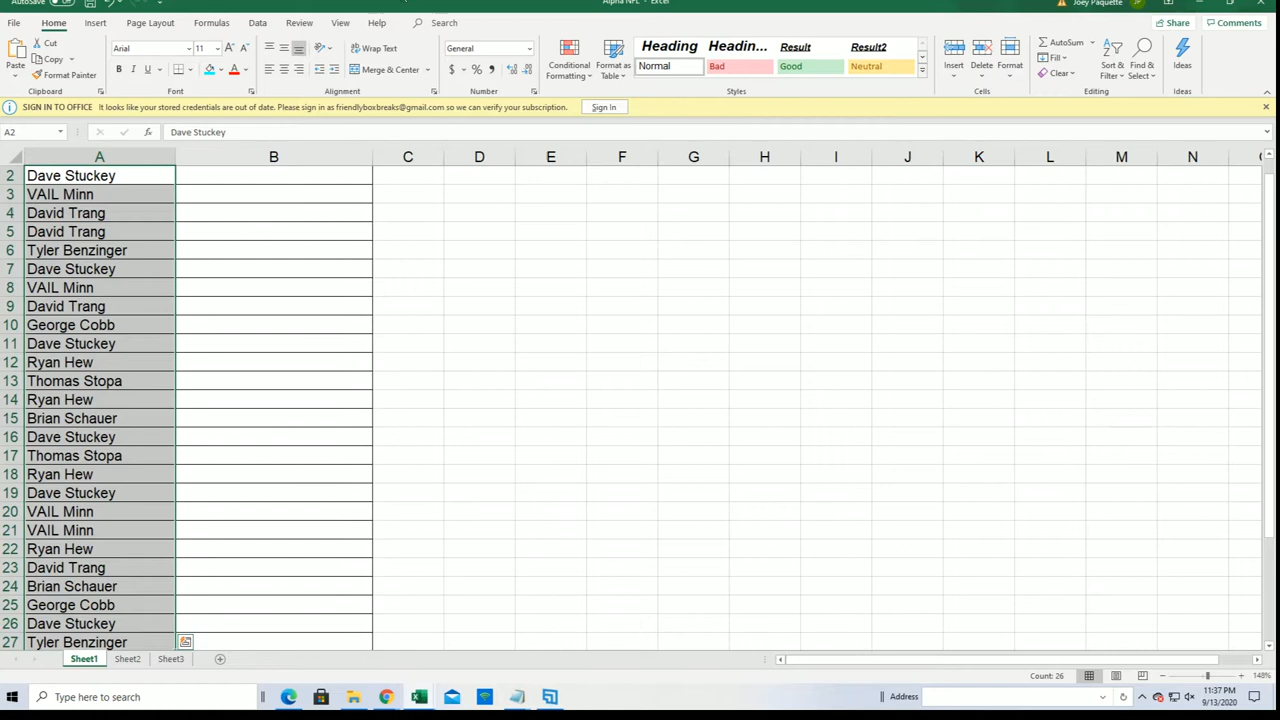 AutoSave Alpha NFL - Excel Joey Paquette JP
File Home Insert Page Layout Formulas Data Review View Help Search Share Comments
Paste Cut Copy Format Painter Clipboard
Arial 11 B I U A Font
Wrap Text Merge & Center Alignment
General $ % , Number
Conditional Formatting Format as Table
Heading Headin... Result Result2
Normal Bad Good Neutral
Styles
Insert Delete Format Cells
AutoSum Fill Clear Sort & Filter Find & Select Editing
Ideas Ideas
SIGN IN TO OFFICE It looks like your stored credentials are out of date. Please sign in as friendlyboxbreaks@gmail.com so we can verify your subscription. Sign In
A2 fx Dave Stuckey
A B C D E F G H I J K L M N
2 Dave Stuckey
3 VAIL Minn
4 David Trang
5 David Trang
6 Tyler Benzinger
7 Dave Stuckey
8 VAIL Minn
9 David Trang
10 George Cobb
11 Dave Stuckey
12 Ryan Hew
13 Thomas Stopa
14 Ryan Hew
15 Brian Schauer
16 Dave Stuckey
17 Thomas Stopa
18 Ryan Hew
19 Dave Stuckey
20 VAIL Minn
21 VAIL Minn
22 Ryan Hew
23 David Trang
24 Brian Schauer
25 George Cobb
26 Dave Stuckey
27 Tyler Benzinger
Sheet1 Sheet2 Sheet3
Count: 26 148%
Type here to search Address 11:37 PM
9/13/2020